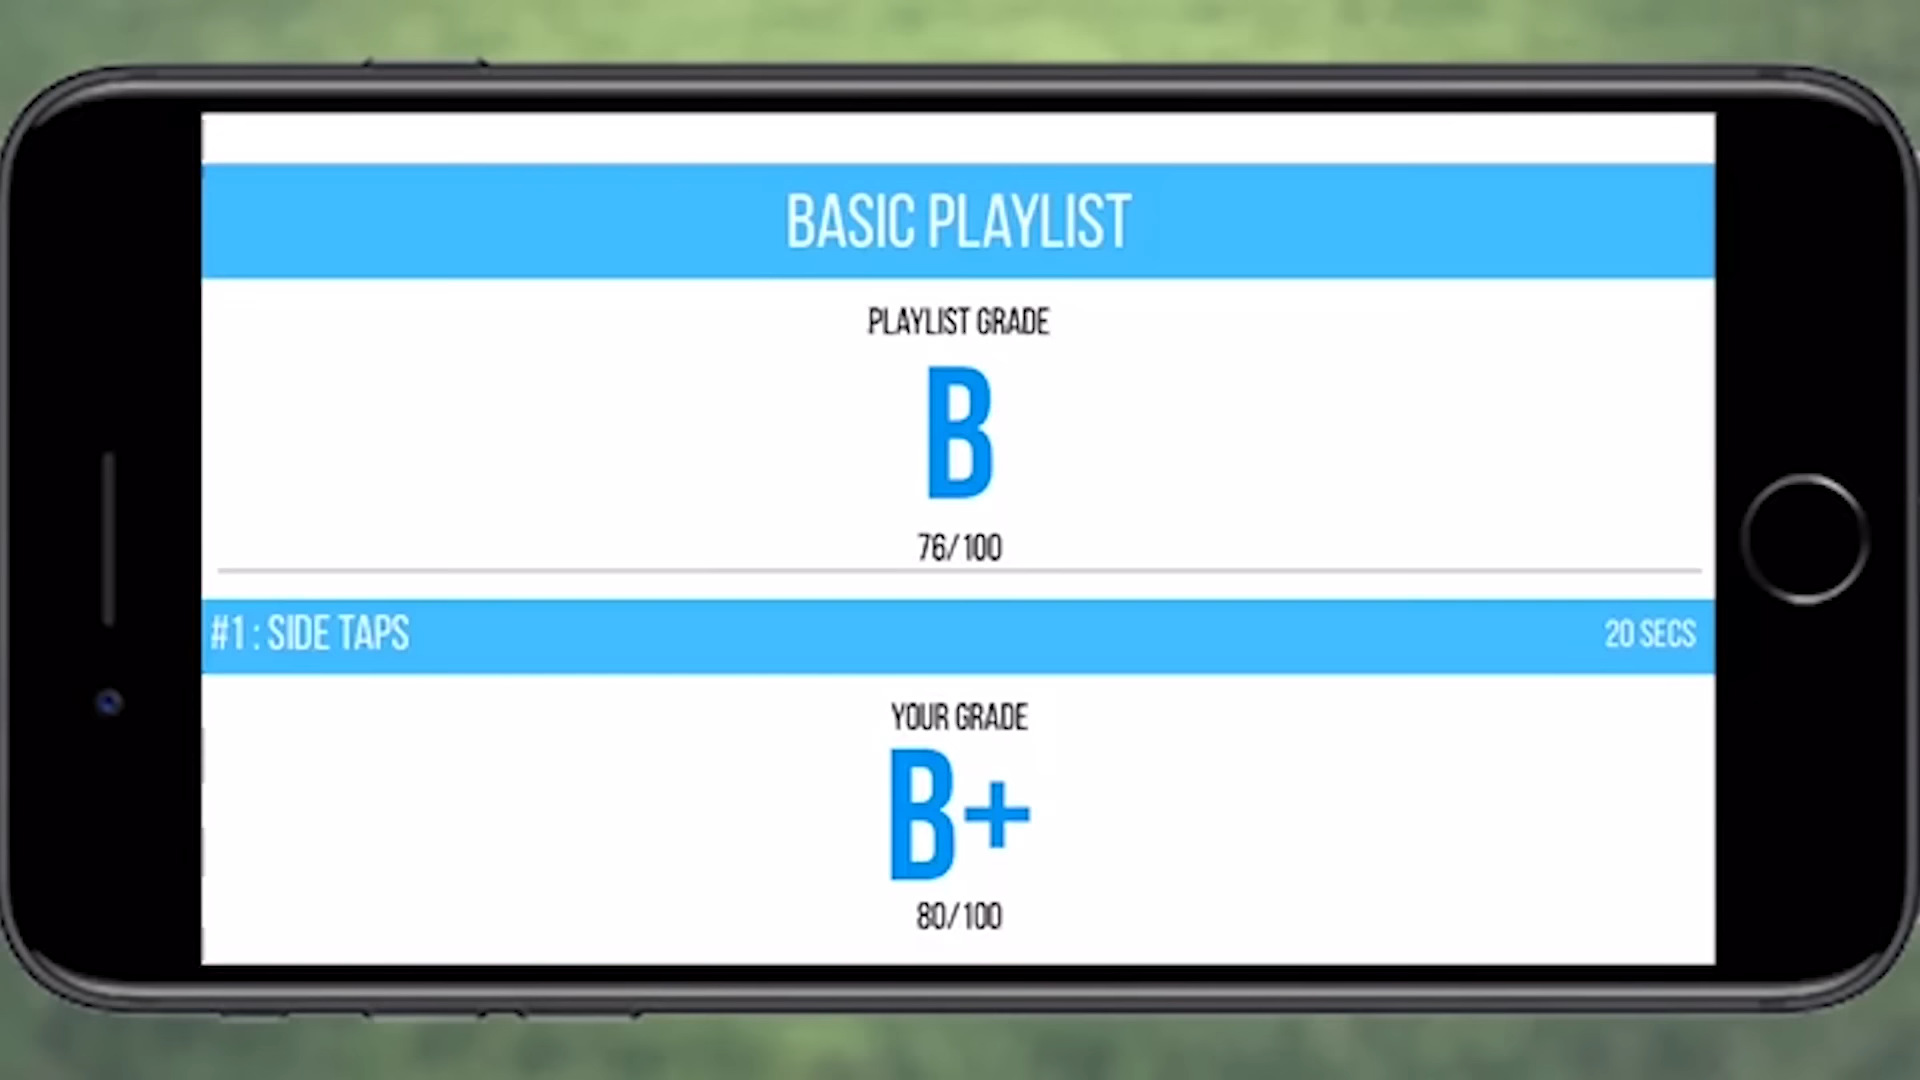 BASIC PLAYLIST
PLAYLIST GRADE
B
76/100
#1 : SIDE TAPS
20 SECS
YOUR GRADE
B+
80/100